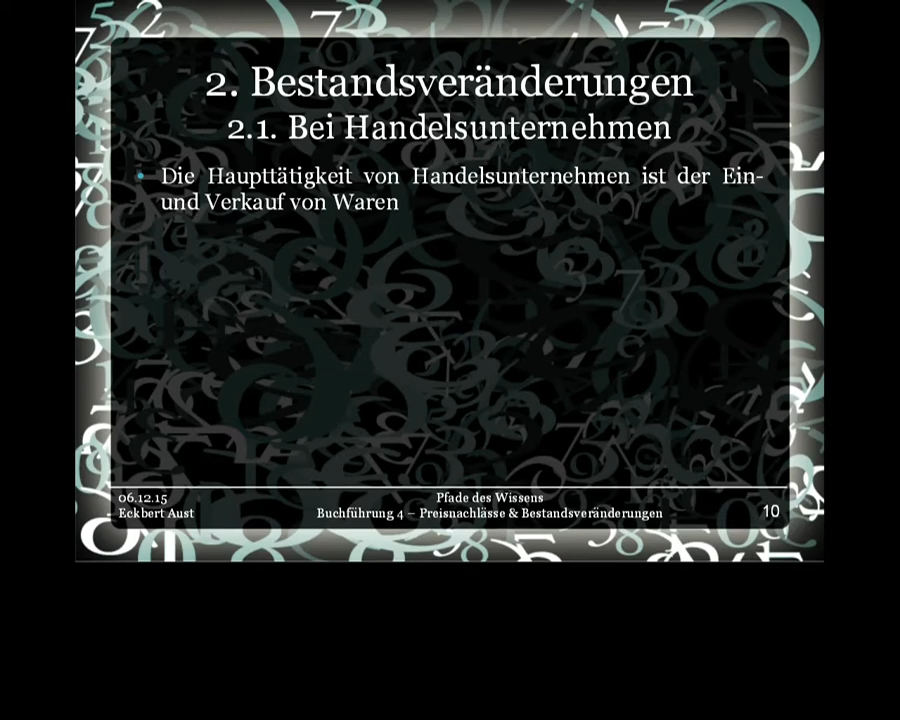 2. Bestandsveränderungen
2.1. Bei Handelsunternehmen
• Die Haupttätigkeit von Handelsunternehmen ist der Ein-
und Verkauf von Waren
06.12.15
Eckbert Aust
Pfade des Wissens
Buchführung 4 – Preisnachlässe & Bestandsveränderungen
10